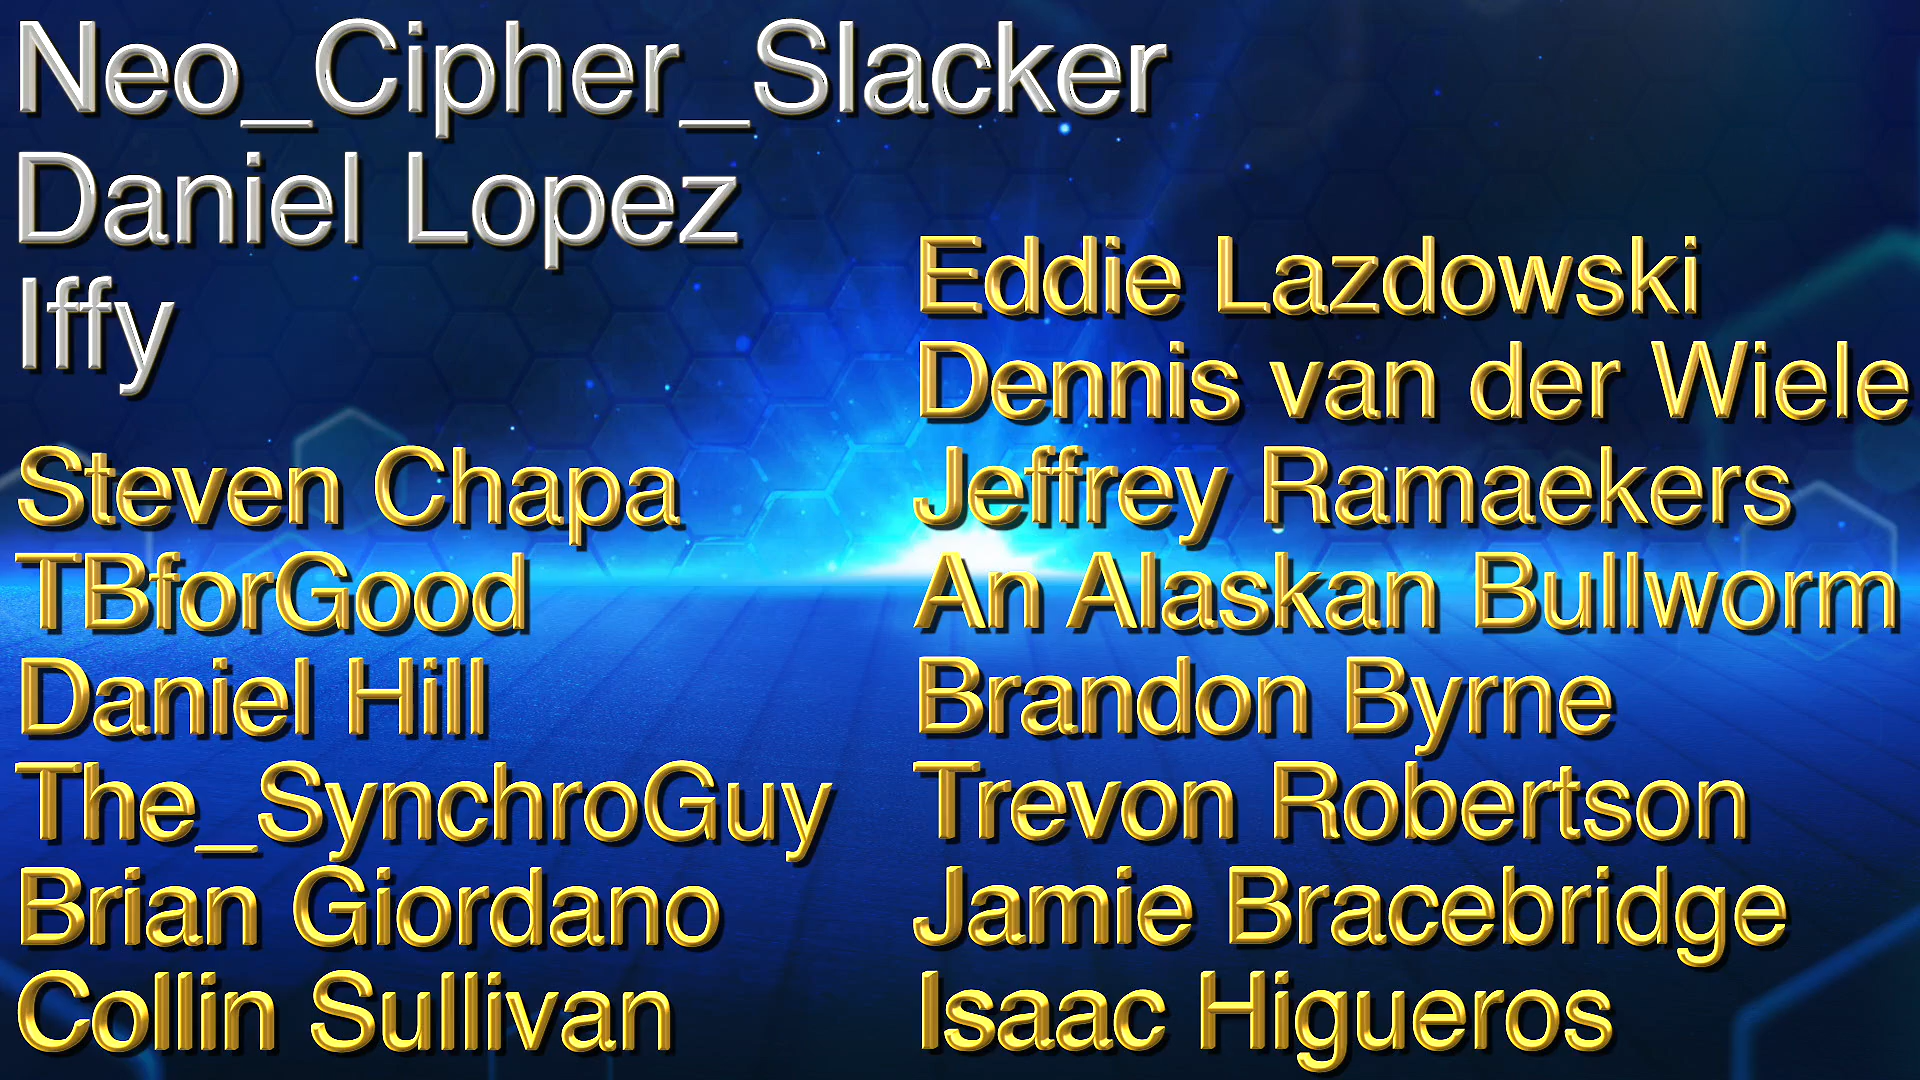 Neo_Cipher_Slacker
Daniel Lopez
Iffy
Steven Chapa
TBforGood
Daniel Hill
The_SynchroGuy
Brian Giordano
Collin Sullivan
Eddie Lazdowski
Dennis van der Wiele
Jeffrey Ramaekers
An Alaskan Bullworm
Brandon Byrne
Trevon Robertson
Jamie Bracebridge
Isaac Higueros